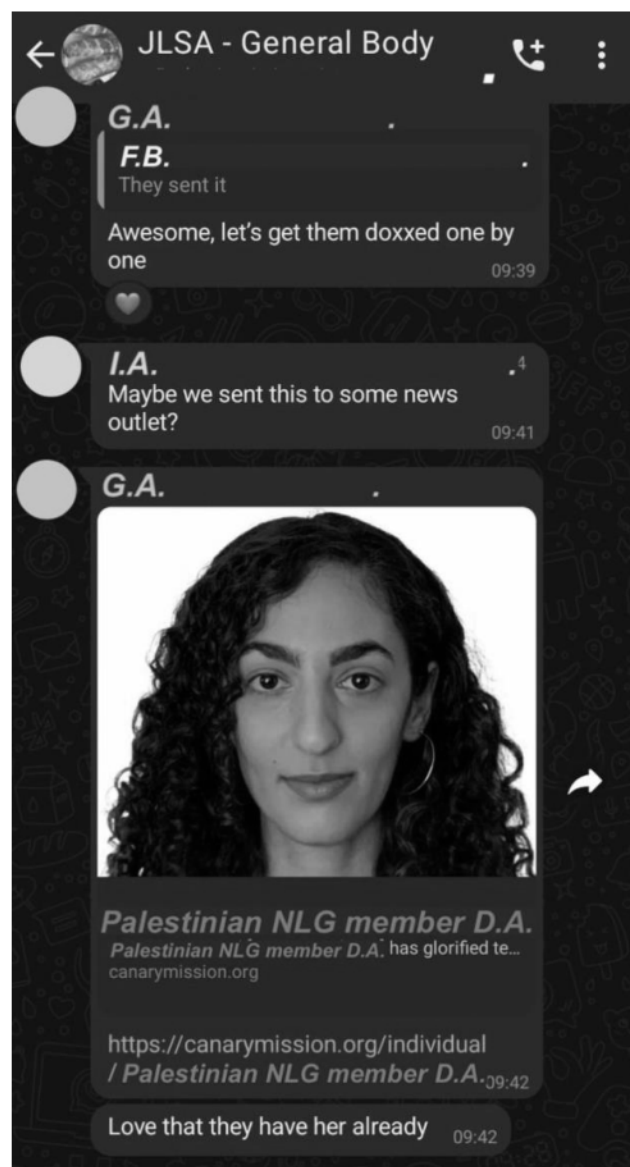 JLSA - General Body
G.A.
F.B.
They sent it
Awesome, let's get them doxxed one by
one
09:39
I.A.
4
Maybe we sent this to some news
outlet?
09:41
G.A.
Palestinian NLG member D.A.
Palestinian NLG member D.A. has glorified te...
canarymission.org
https://canarymission.org/individual
/ Palestinian NLG member D.A. 09:42
Love that they have her already
09:42